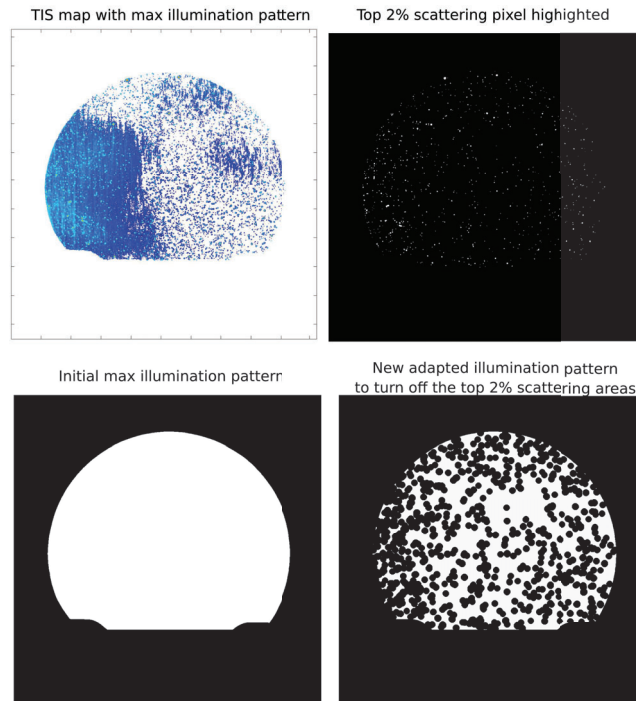 TIS map with max illumination pattern
Top 2% scattering pixel highlighted
Initial max illumination pattern
New adapted illumination pattern
to turn off the top 2% scattering areas